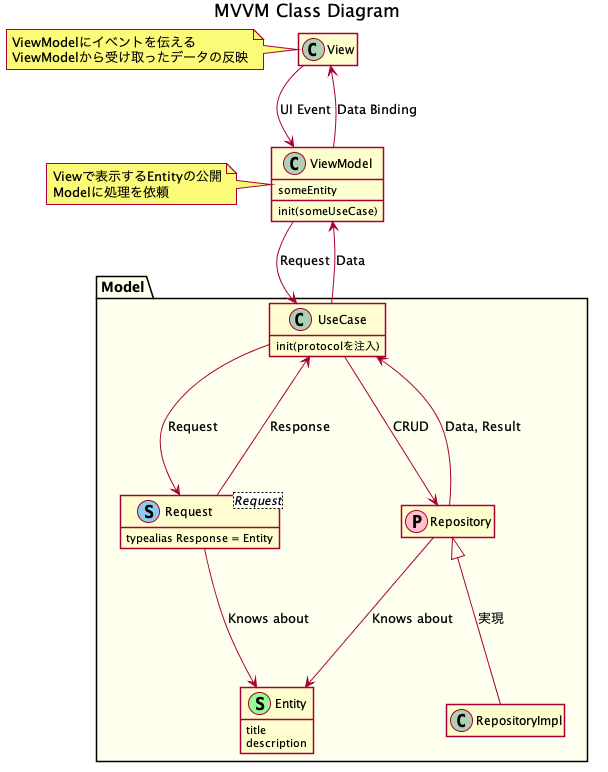 MVVM Class Diagram
ViewModelにイベントを伝える
ViewModelから受け取ったデータの反映
C View
UI Event
Data Binding
Viewで表示するEntityの公開
Modelに処理を依頼
C ViewModel
someEntity
init(someUseCase)
Request
Data
Model
C UseCase
init(protocolを注入)
Request
Response
CRUD
Data, Result
S Request
Request
typealias Response = Entity
P Repository
Knows about
Knows about
実現
S Entity
title
description
C RepositoryImpl